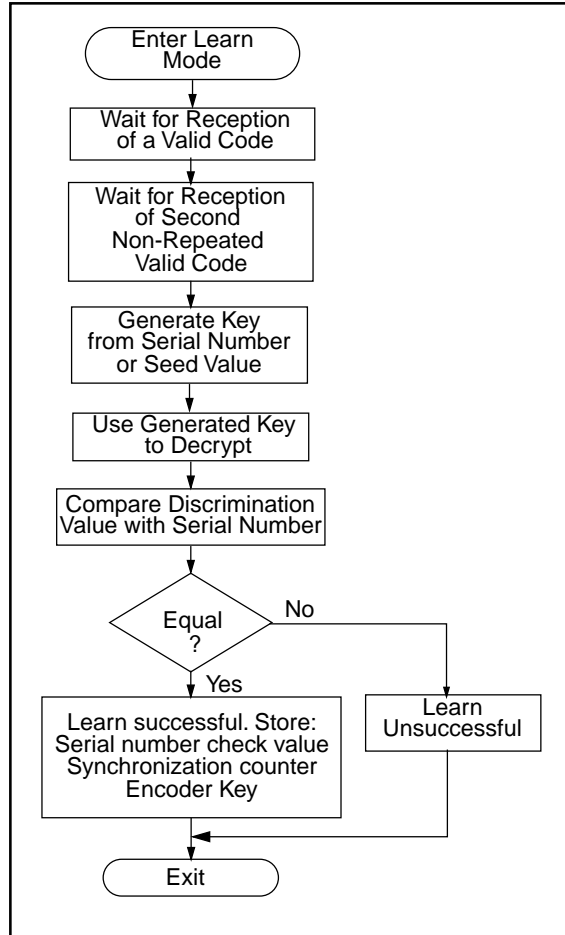 Enter Learn
Mode
Wait for Reception
of a Valid Code
Wait for Reception
of Second
Non-Repeated
Valid Code
Generate Key
from Serial Number
or Seed Value
Use Generated Key
to Decrypt
Compare Discrimination
Value with Serial Number
Equal
?
No
Yes
Learn successful. Store:
Serial number check value
Synchronization counter
Encoder Key
Learn
Unsuccessful
Exit